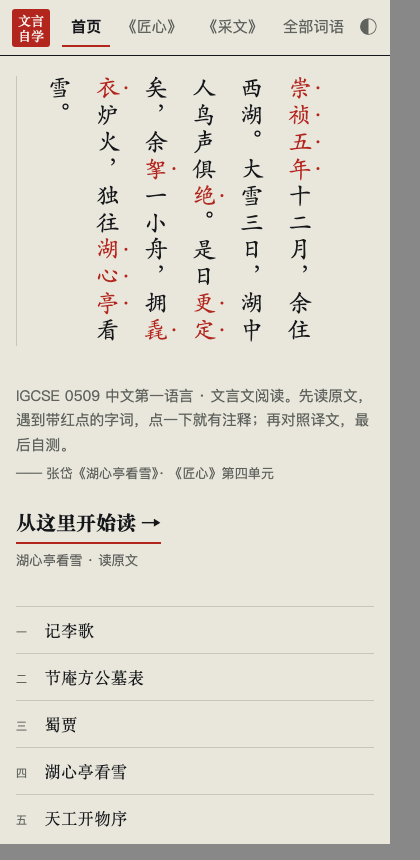 文言
自学
首页
《匠心》
《采文》
全部词语
崇祯五年十二月，余住
西湖。大雪三日，湖中
人鸟声俱绝。是日更定
矣，余挐一小舟，拥毳
衣炉火，独往湖心亭看
雪。
IGCSE 0509 中文第一语言 · 文言文阅读。先读原文，
遇到带红点的字词，点一下就有注释；再对照译文，最
后自测。
—— 张岱《湖心亭看雪》· 《匠心》第四单元
从这里开始读 →
湖心亭看雪 · 读原文
一 记李歌
二 节庵方公墓表
三 蜀贾
四 湖心亭看雪
五 天工开物序